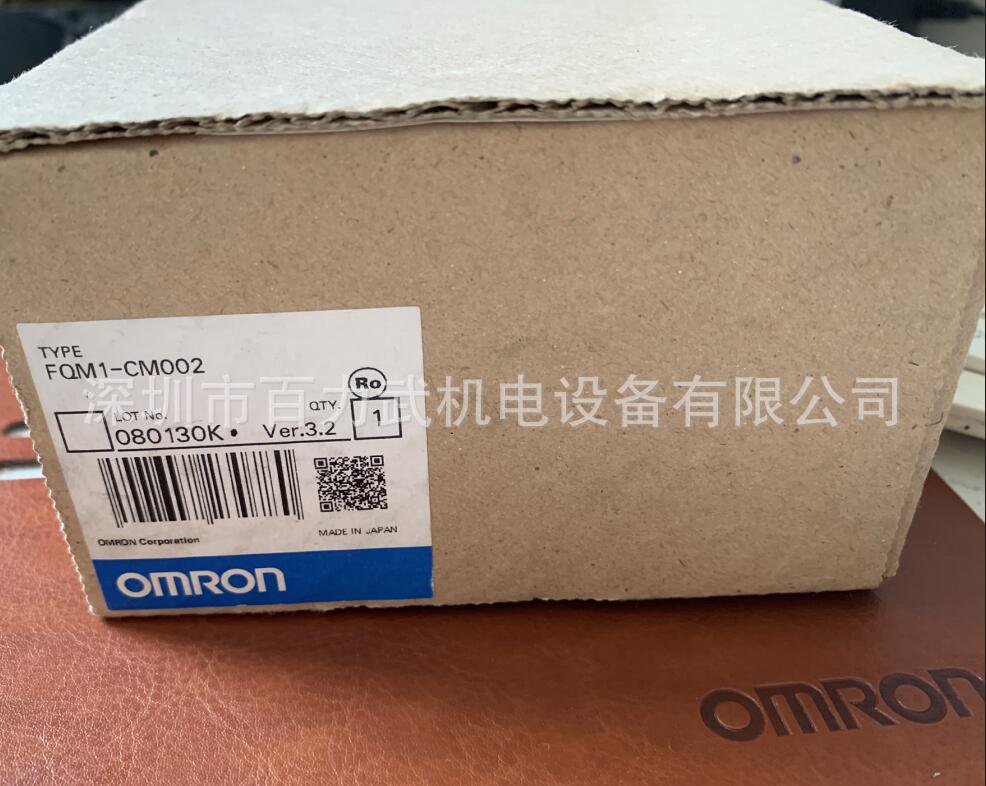 TYPE
FQM1-CM002
Ro
深圳市百力武机电设备有限公司
LOT No. QTY.
080130K. Ver.3.2 1
OMRON Corporation MADE IN JAPAN
OMRON
OMRON